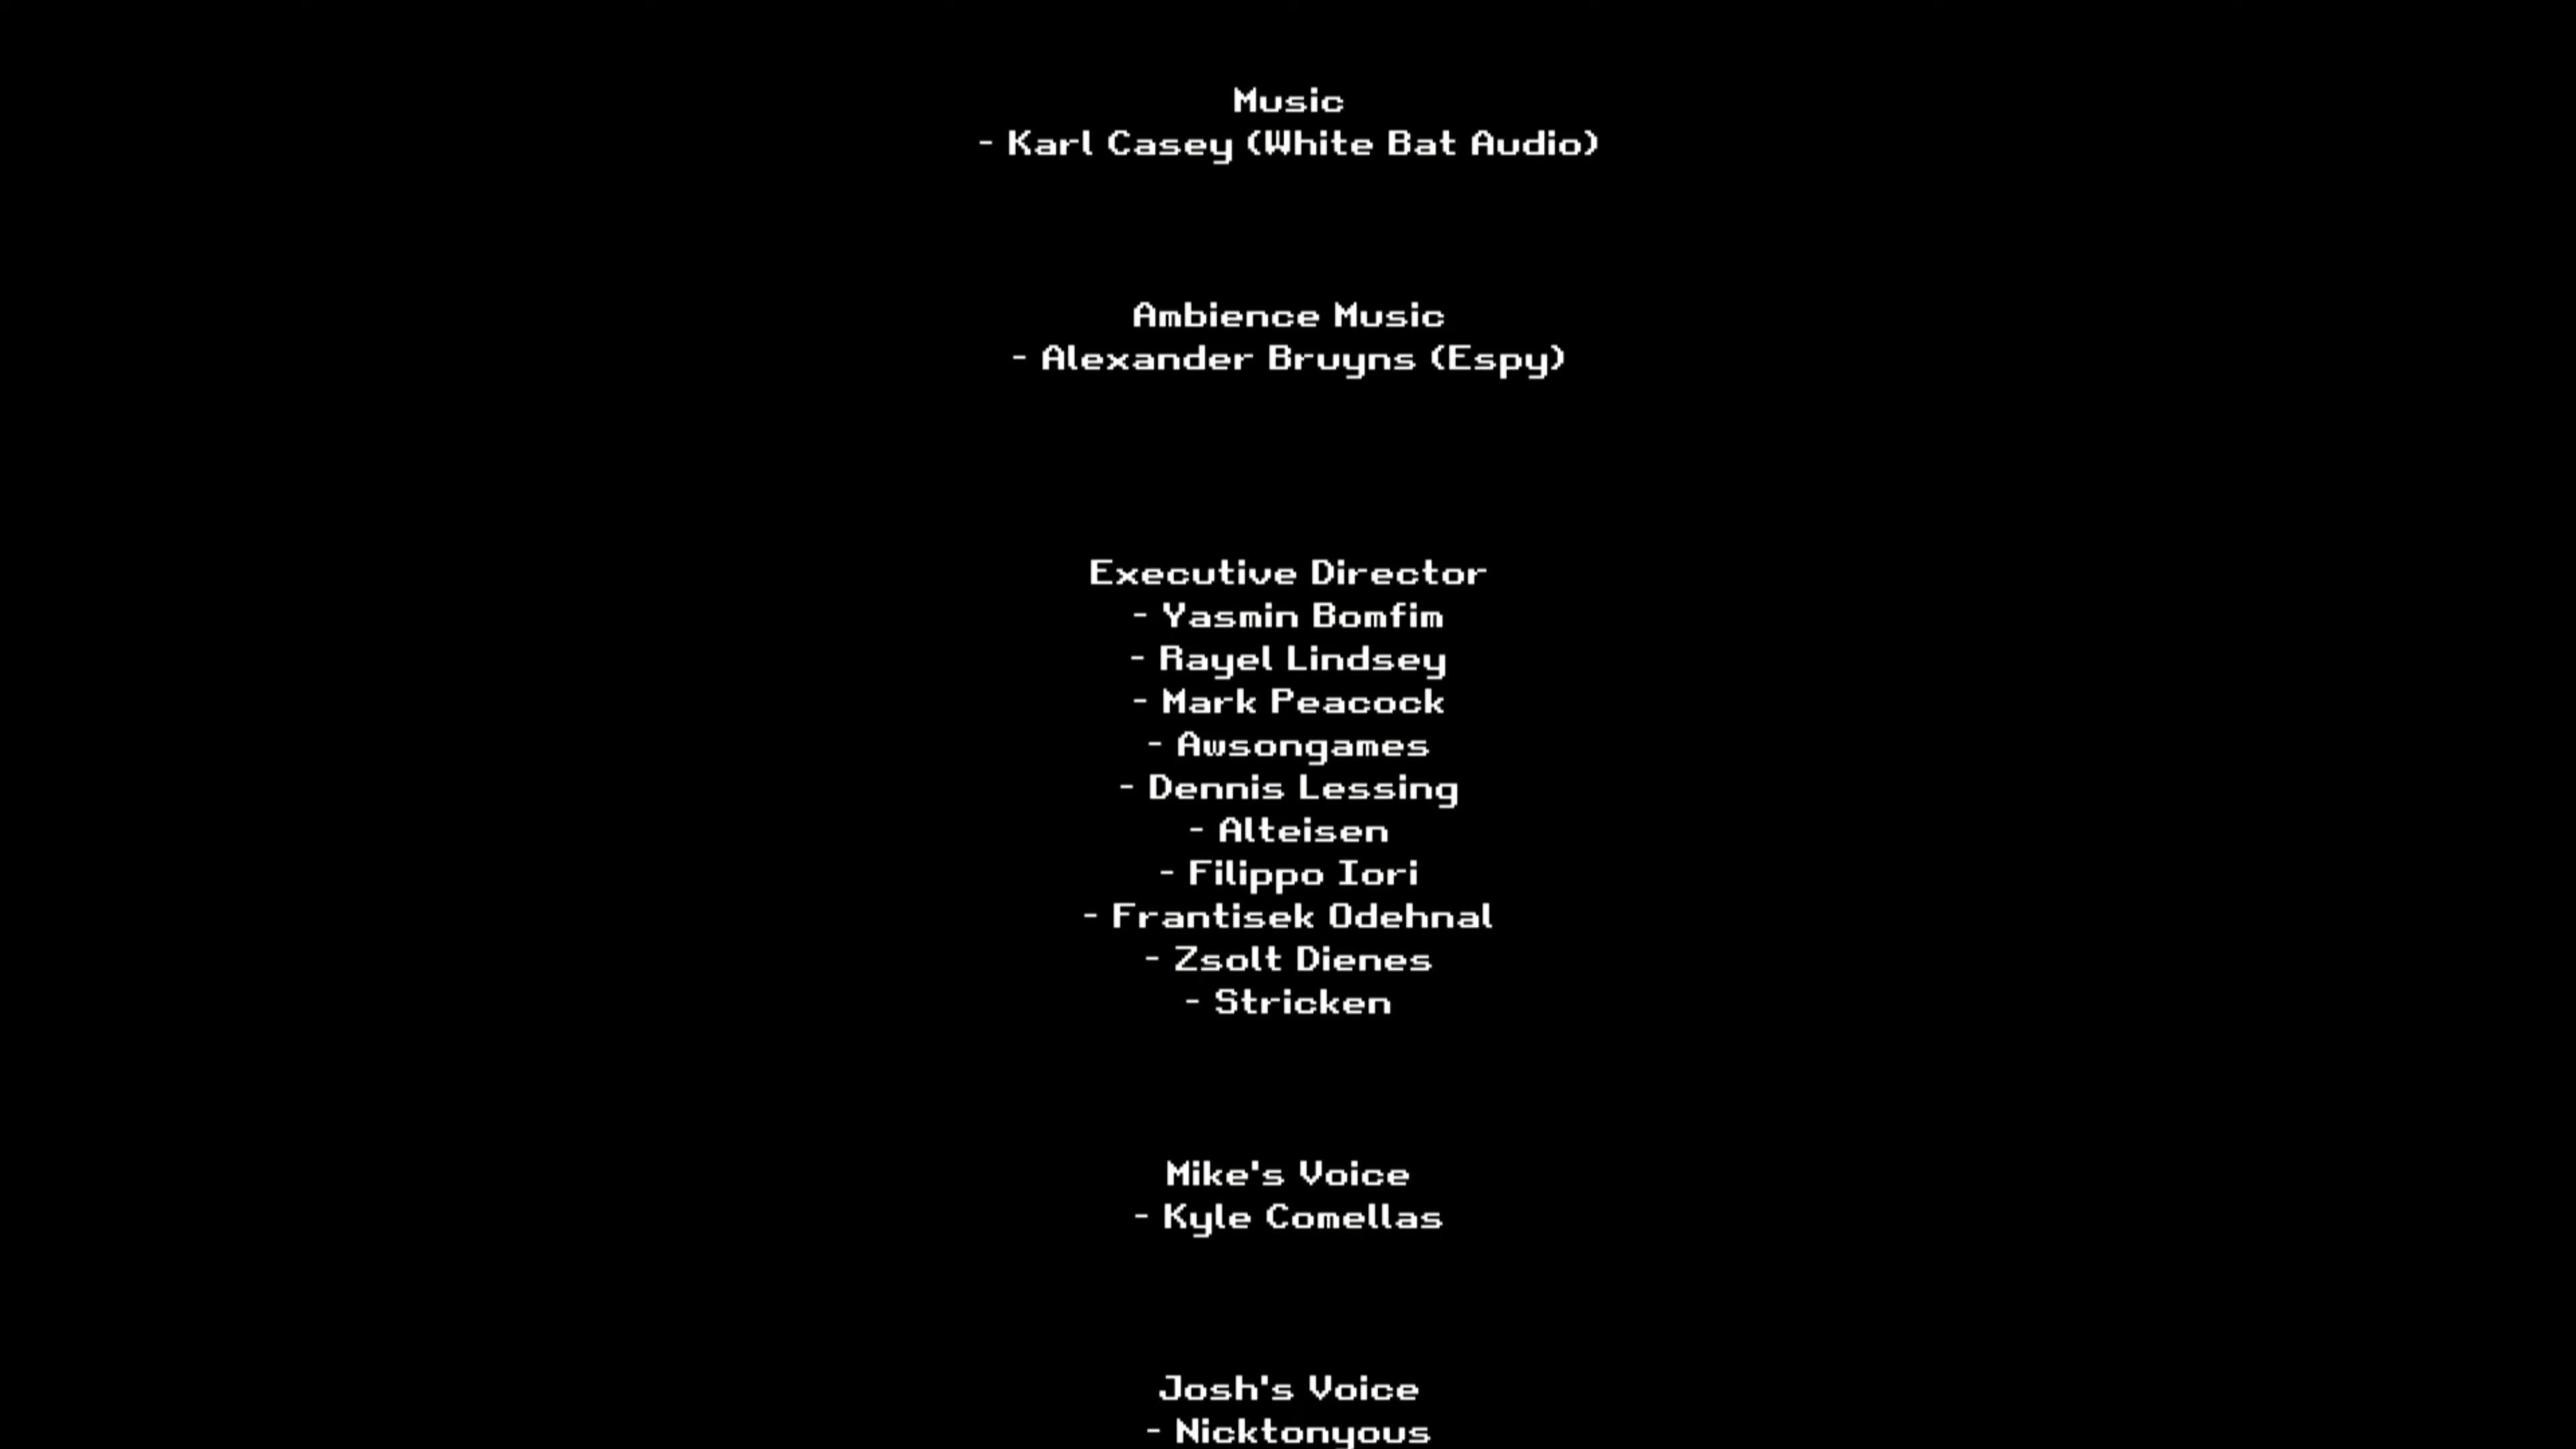 Music
- Karl Casey (White Bat Audio)
Ambience Music
- Alexander Bruyns (Espy)
Executive Director
- Yasmin Bomfim
- Rayel Lindsey
- Mark Peacock
- Awsongames
- Dennis Lessing
- Alteisen
- Filippo Iori
- Frantisek Odehnal
- Zsolt Dienes
- Stricken
Mike's Voice
- Kyle Comellas
Josh's Voice
- Nicktonyous